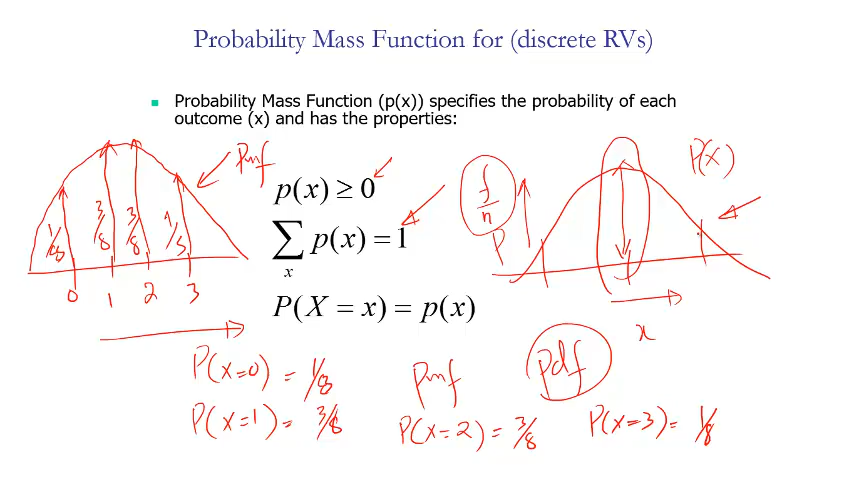 Probability Mass Function for (discrete RVs)
Probability Mass Function (p(x)) specifies the probability of each
outcome (x) and has the properties:
Pmf
P(x)
p(x) ≥ 0
f/n
1/8 3/8 3/8 1/8
∑ p(x) = 1
x
P
0 1 2 3
P(X = x) = p(x)
x
P(x=0) = 1/8
Pmf
pdf
P(x=1) = 3/8
P(x=2) = 3/8
P(x=3) = 1/8